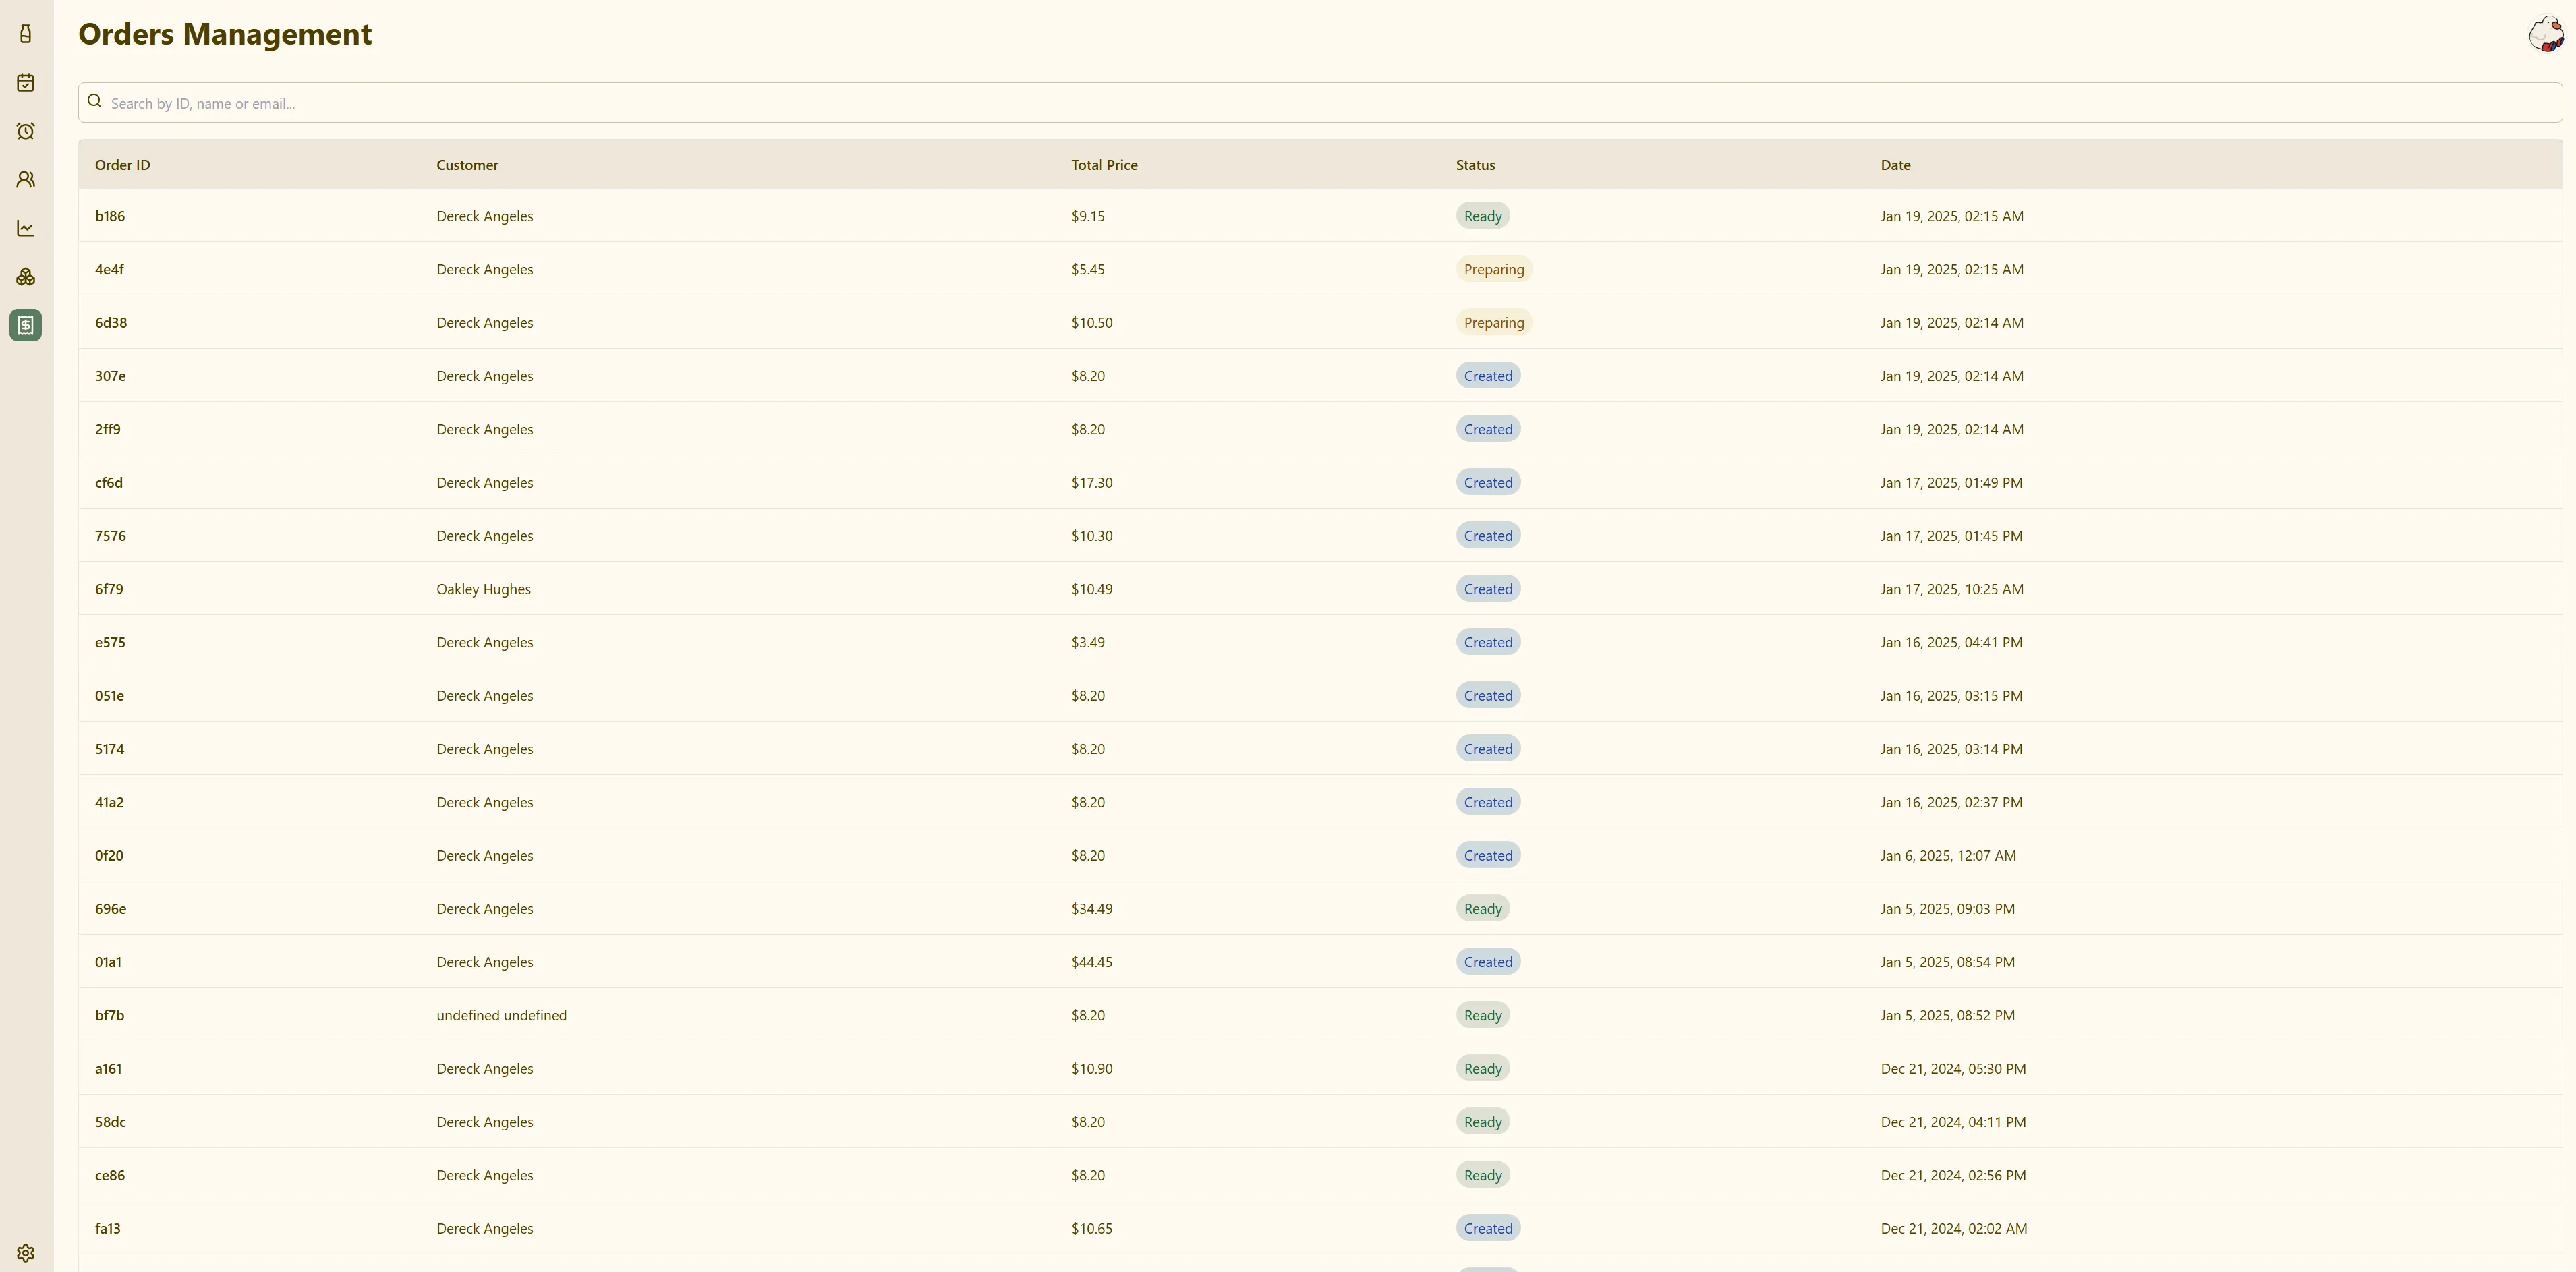 Orders Management
Search by ID, name or email...
Order ID Customer Total Price Status Date
b186 Dereck Angeles $9.15 Ready Jan 19, 2025, 02:15 AM
4e4f Dereck Angeles $5.45 Preparing Jan 19, 2025, 02:15 AM
6d38 Dereck Angeles $10.50 Preparing Jan 19, 2025, 02:14 AM
307e Dereck Angeles $8.20 Created Jan 19, 2025, 02:14 AM
2ff9 Dereck Angeles $8.20 Created Jan 19, 2025, 02:14 AM
cf6d Dereck Angeles $17.30 Created Jan 17, 2025, 01:49 PM
7576 Dereck Angeles $10.30 Created Jan 17, 2025, 01:45 PM
6f79 Oakley Hughes $10.49 Created Jan 17, 2025, 10:25 AM
e575 Dereck Angeles $3.49 Created Jan 16, 2025, 04:41 PM
051e Dereck Angeles $8.20 Created Jan 16, 2025, 03:15 PM
5174 Dereck Angeles $8.20 Created Jan 16, 2025, 03:14 PM
41a2 Dereck Angeles $8.20 Created Jan 16, 2025, 02:37 PM
0f20 Dereck Angeles $8.20 Created Jan 6, 2025, 12:07 AM
696e Dereck Angeles $34.49 Ready Jan 5, 2025, 09:03 PM
01a1 Dereck Angeles $44.45 Created Jan 5, 2025, 08:54 PM
bf7b undefined undefined $8.20 Ready Jan 5, 2025, 08:52 PM
a161 Dereck Angeles $10.90 Ready Dec 21, 2024, 05:30 PM
58dc Dereck Angeles $8.20 Ready Dec 21, 2024, 04:11 PM
ce86 Dereck Angeles $8.20 Ready Dec 21, 2024, 02:56 PM
fa13 Dereck Angeles $10.65 Created Dec 21, 2024, 02:02 AM